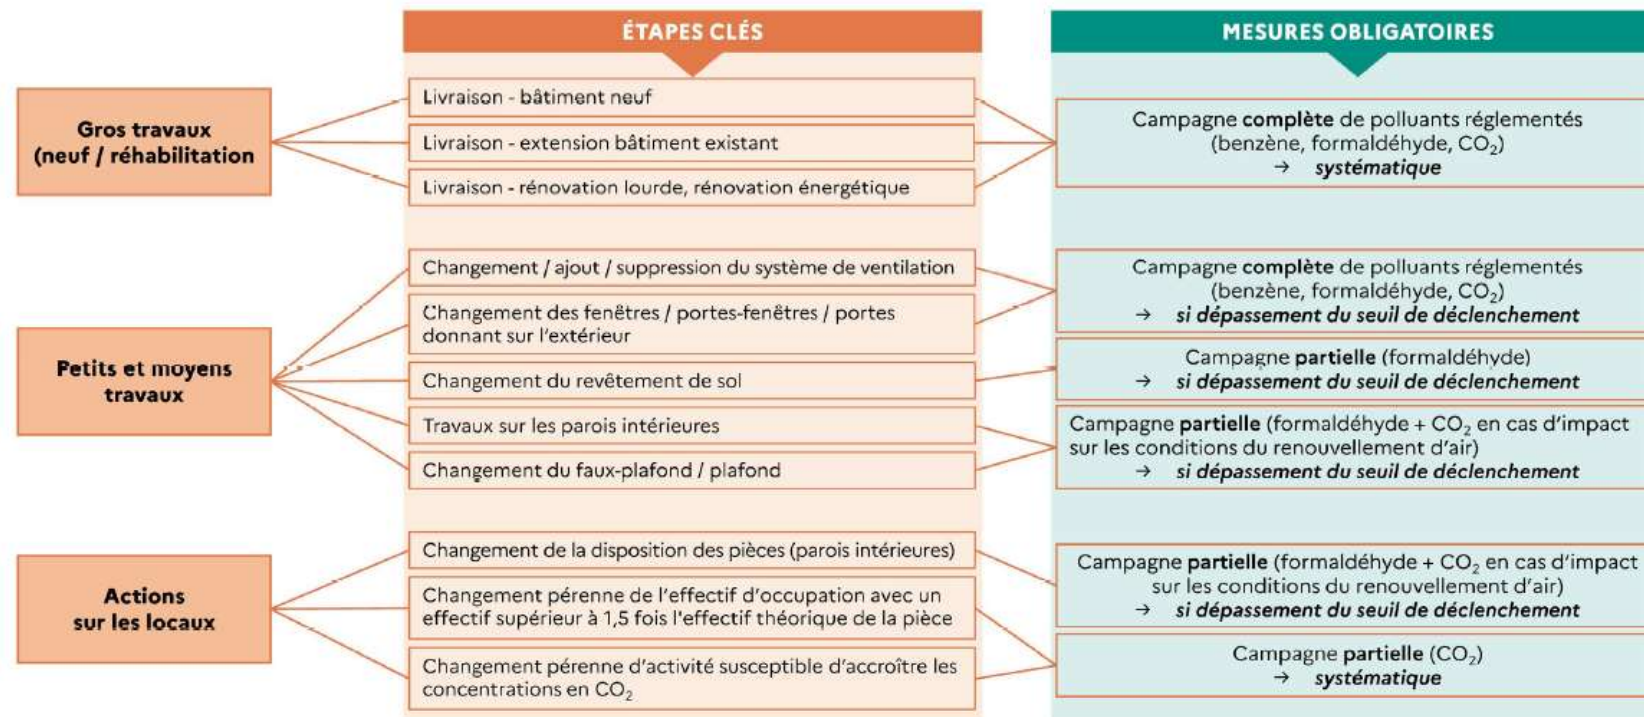 ÉTAPES CLÉS
MESURES OBLIGATOIRES
Gros travaux
(neuf / réhabilitation
Livraison - bâtiment neuf
Livraison - extension bâtiment existant
Livraison - rénovation lourde, rénovation énergétique
Campagne complète de polluants réglementés
(benzène, formaldéhyde, CO₂)
→ systématique
Petits et moyens
travaux
Changement / ajout / suppression du système de ventilation
Changement des fenêtres / portes-fenêtres / portes
donnant sur l'extérieur
Changement du revêtement de sol
Travaux sur les parois intérieures
Changement du faux-plafond / plafond
Campagne complète de polluants réglementés
(benzène, formaldéhyde, CO₂)
→ si dépassement du seuil de déclenchement
Campagne partielle (formaldéhyde)
→ si dépassement du seuil de déclenchement
Campagne partielle (formaldéhyde + CO₂ en cas d'impact
sur les conditions du renouvellement d'air)
→ si dépassement du seuil de déclenchement
Actions
sur les locaux
Changement de la disposition des pièces (parois intérieures)
Changement pérenne de l'effectif d'occupation avec un
effectif supérieur à 1,5 fois l'effectif théorique de la pièce
Changement pérenne d'activité susceptible d'accroître les
concentrations en CO₂
Campagne partielle (formaldéhyde + CO₂ en cas d'impact
sur les conditions du renouvellement d'air)
→ si dépassement du seuil de déclenchement
Campagne partielle (CO₂)
→ systématique